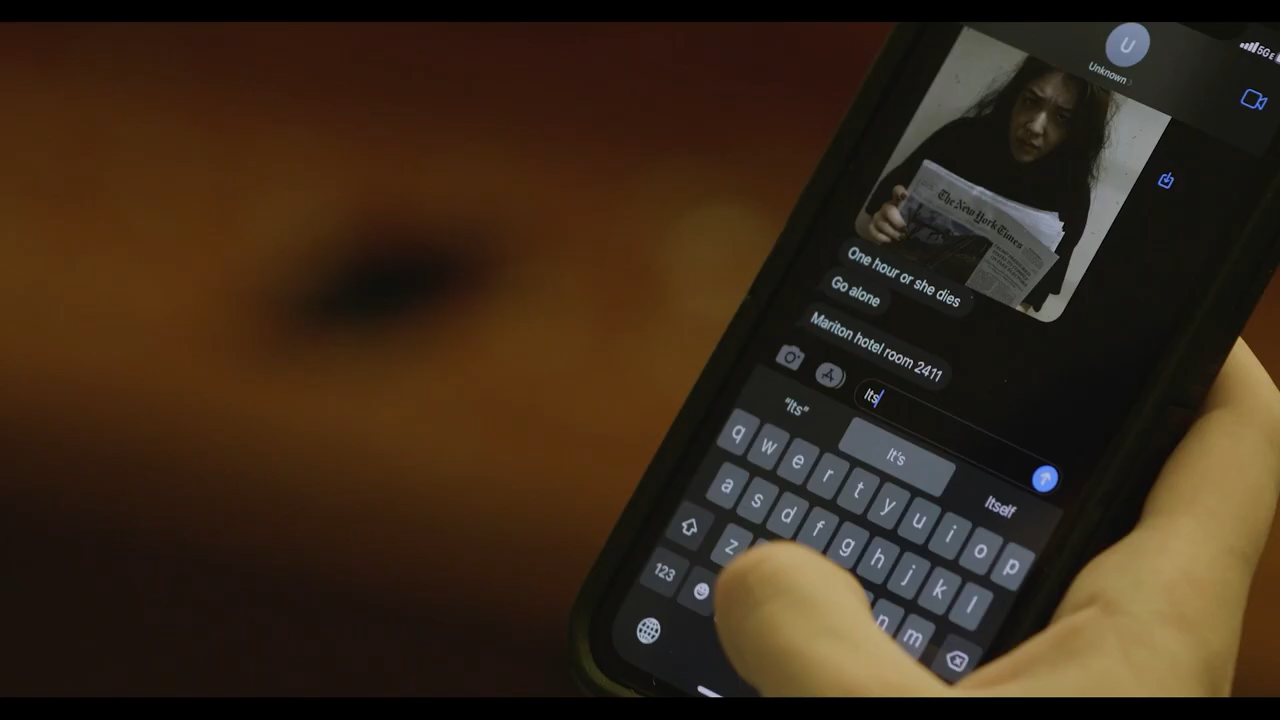 U
5GE
Unknown
The New York Times
One hour or she dies
Go alone
Mariton hotel room 2411
Its
"Its"
It's
Itself
q w e r t y u i o p
a s d f g h j k l
z
n m
123